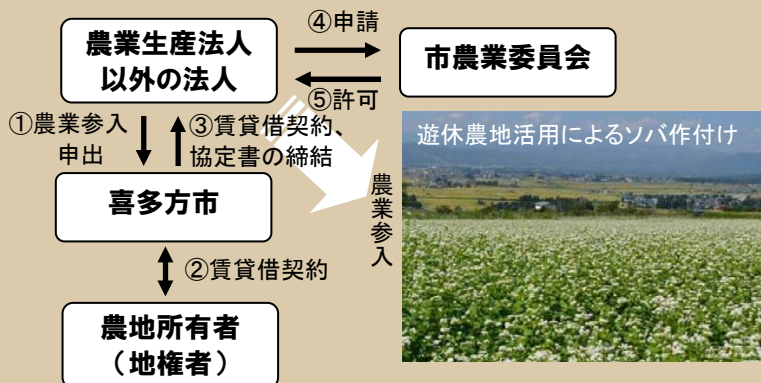 農業生産法人
以外の法人
④申請
市農業委員会
⑤許可
①農業参入
申出
③賃貸借契約、
協定書の締結
農業参入
遊休農地活用によるソバ作付け
喜多方市
②賃貸借契約
農地所有者
（地権者）